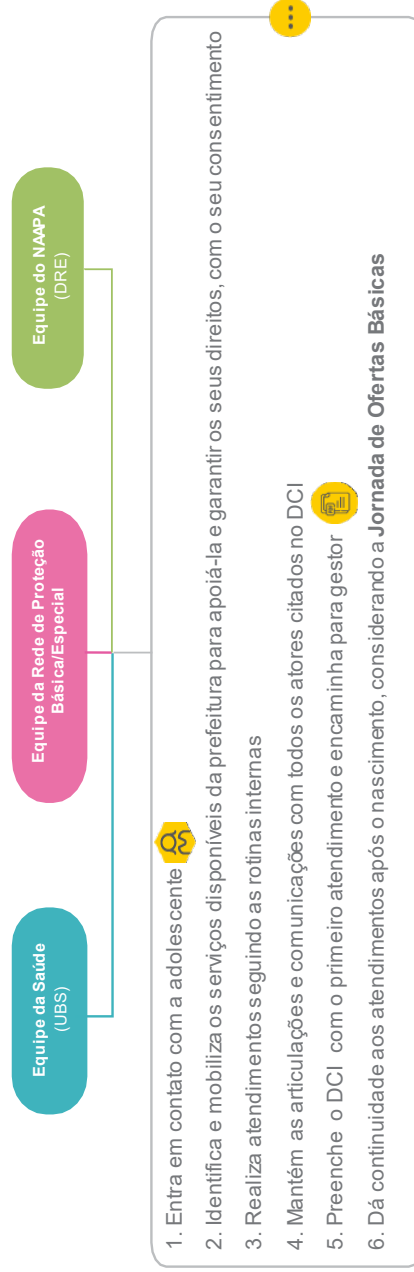 Equipe da Saúde
(UBS)
Equipe da Rede de Proteção
Básica/Especial
Equipe do NAAPA
(DRE)
1. Entra em contato com a adolescente
2. Identifica e mobiliza os serviços disponíveis da prefeitura para apoiá-la e garantir os seus direitos, com o seu consentimento
3. Realiza atendimentos seguindo as rotinas internas
4. Mantém as articulações e comunicações com todos os atores citados no DCI
5. Preenche o DCI com o primeiro atendimento e encaminha para gestor
6. Dá continuidade aos atendimentos após o nascimento, considerando a Jornada de Ofertas Básicas